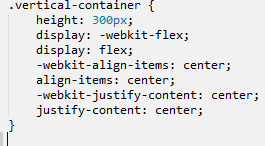 .vertical-container {
height: 300px;
display: -webkit-flex;
display: flex;
-webkit-align-items: center;
align-items: center;
-webkit-justify-content: center;
justify-content: center;
}